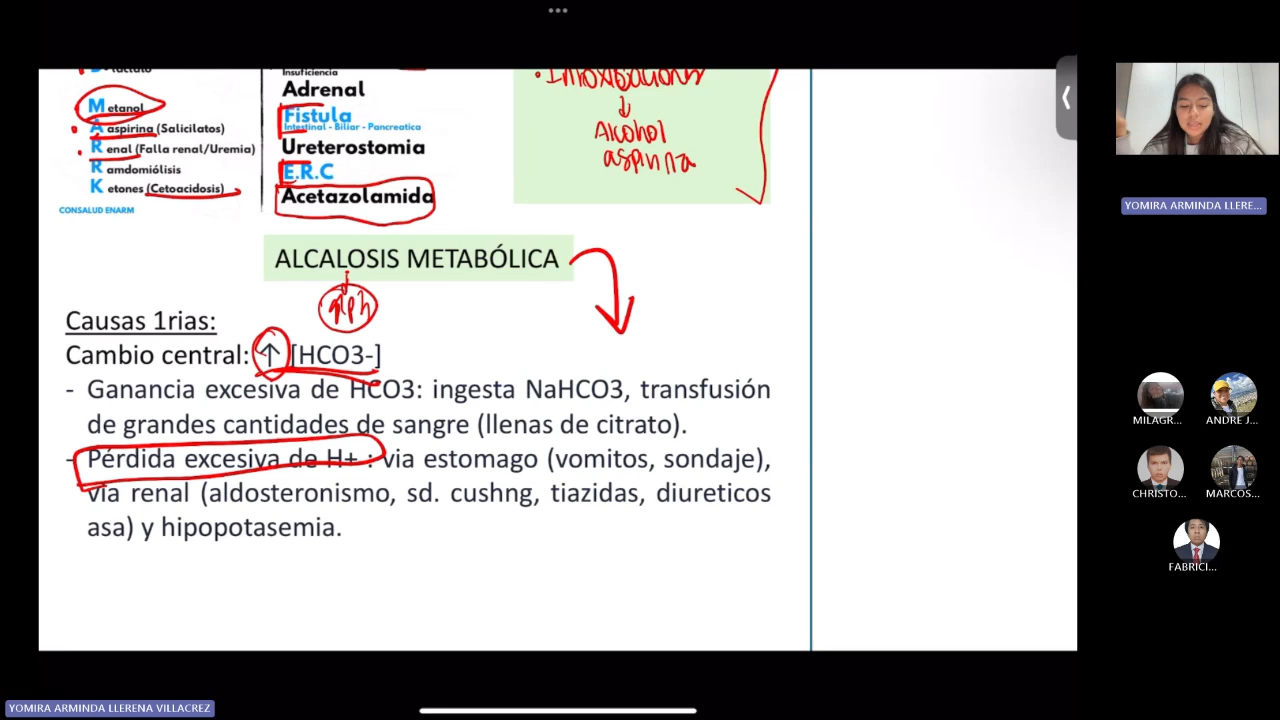 Metanol
Aaspirina (Salicilatos)
Renal (Falla renal/Uremia)
Ramdomiólisis
Ketones (Cetoacidosis)
CONSALUD ENARM
Insuficiencia
Adrenal
Fistula
Intestinal - Biliar - Pancreatica
Ureterostomia
E.R.C
Acetazolamida
Alcohol
aspirina
ALCALOSIS METABÓLICA
Causas 1rias:
Cambio central: ↑ [HCO3-]
- Ganancia excesiva de HCO3: ingesta NaHCO3, transfusión
de grandes cantidades de sangre (llenas de citrato).
- Pérdida excesiva de H+ : via estomago (vomitos, sondaje),
via renal (aldosteronismo, sd. cushng, tiazidas, diureticos
asa) y hipopotasemia.
YOMIRA ARMINDA LLERE...
MILAGR...
ANDRE J...
CHRISTO...
MARCOS...
FABRICI...
YOMIRA ARMINDA LLERENA VILLACREZ